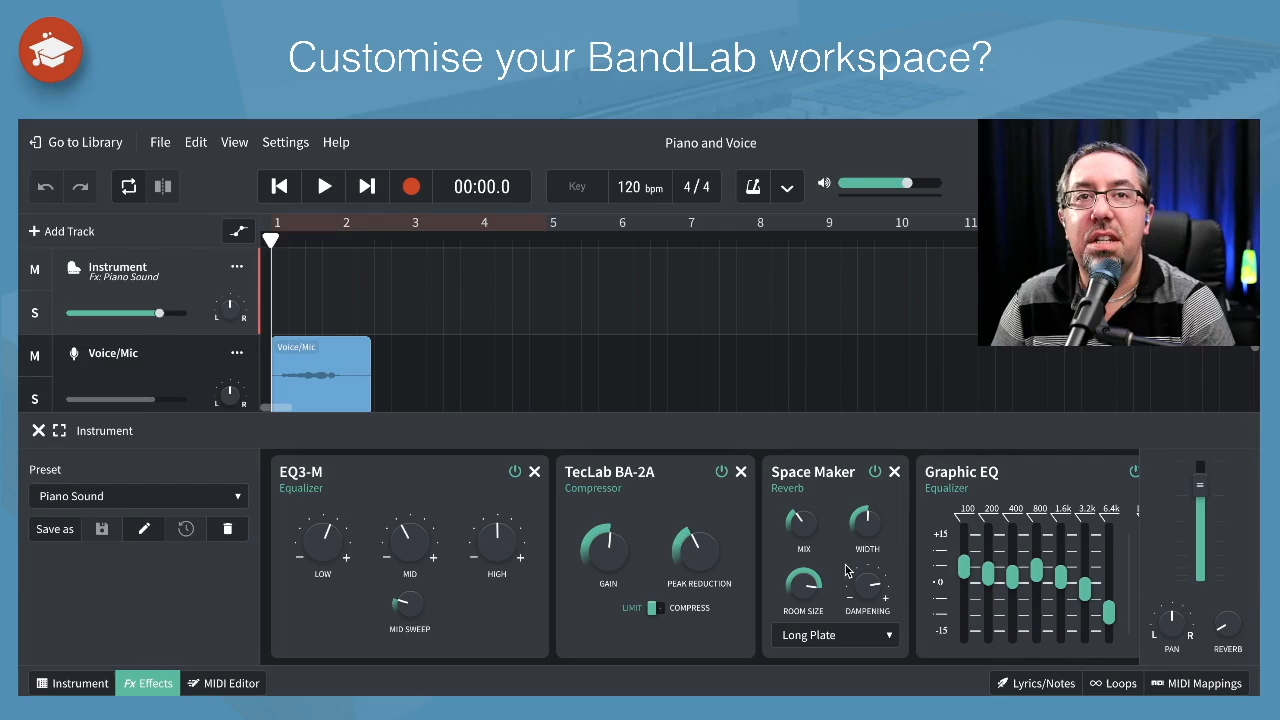 Customise your BandLab workspace?
Go to Library File Edit View Settings Help Piano and Voice
00:00.0 Key 120 bpm 4 / 4
Add Track 1 2 3 4 5 6 7 8 9 10 11
M Instrument
Fx: Piano Sound
S L R
M Voice/Mic Voice/Mic
S L R
Instrument
Preset
Piano Sound
Save as
EQ3-M
Equalizer
LOW MID HIGH
MID SWEEP
TecLab BA-2A
Compressor
GAIN PEAK REDUCTION
LIMIT COMPRESS
Space Maker
Reverb
MIX WIDTH
ROOM SIZE DAMPENING
Long Plate
Graphic EQ
Equalizer
100 200 400 800 1.6k 3.2k 6.4k
+15
0
-15
L R
PAN REVERB
Instrument Fx Effects MIDI Editor Lyrics/Notes Loops MIDI Mappings